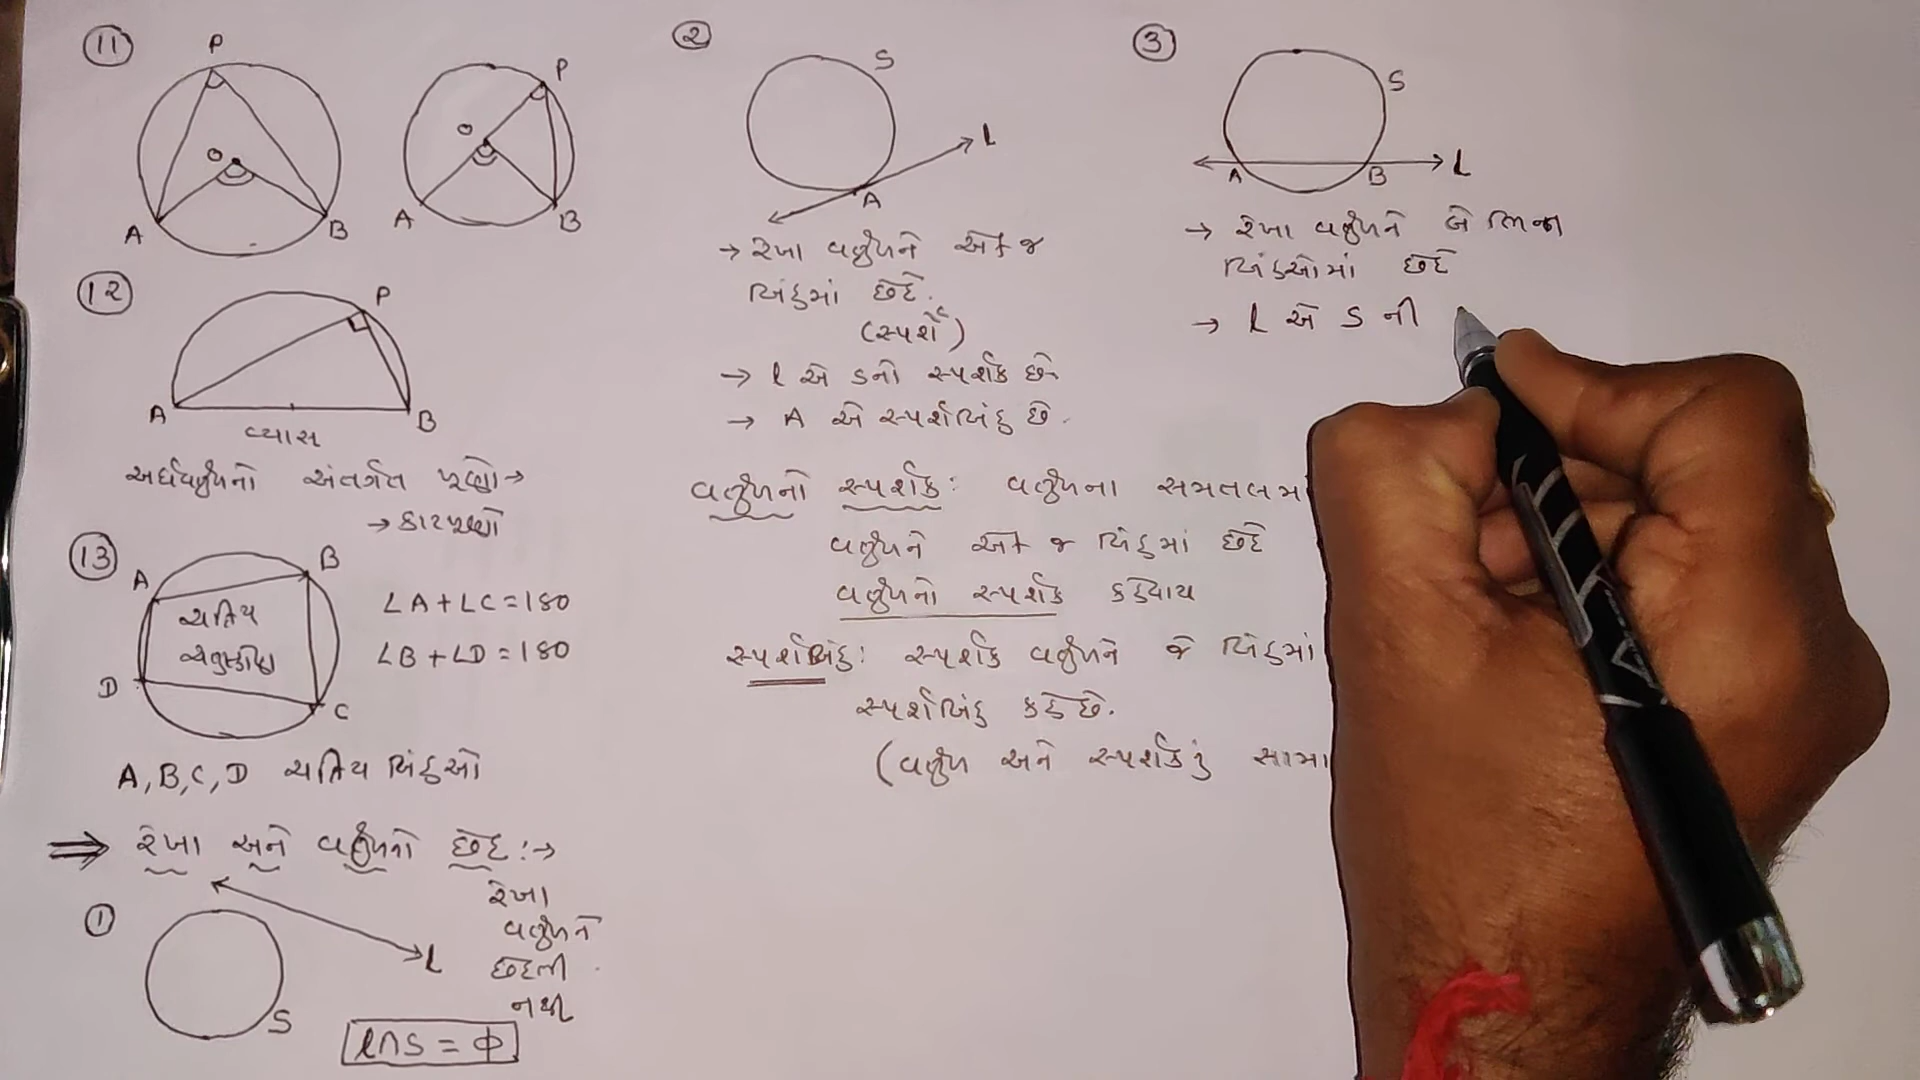 11
P
O
A
B
P
O
A
B
12
P
A
B
વ્યાસ
અર્ધવર્તુળનો અંતર્ગત ખૂણો→
→ કાટખૂણો
13
A
B
ચક્રિય
ચતુષ્કોણ
D
C
∠A+∠C=180
∠B+∠D=180
A,B,C,D ચક્રિય બિંદુઓ
⇒ રેખા અને વર્તુળનો છેદ:→
1
l
S
રેખા
વર્તુળને
છેદતી
નથી
l∩S = Φ
2
S
l
A
→ રેખા વર્તુળને એક જ
બિંદુમાં છેદે.
(સ્પર્શે)
→ l એ Sનો સ્પર્શક છે.
→ A એ સ્પર્શબિંદુ છે.
3
S
l
A
B
→ રેખા વર્તુળને બે ભિન્ન
બિંદુઓમાં છેદે
→ l એ S ની
વર્તુળનો સ્પર્શક: વર્તુળના
વર્તુળને એક જ બિંદુમાં છેદે
વર્તુળનો સ્પર્શક કહેવાય
સ્પર્શબિંદુ: સ્પર્શક વર્તુળને જે બિંદુમાં
સ્પર્શબિંદુ કહે છે.
(વર્તુળ અને સ્પર્શકનું